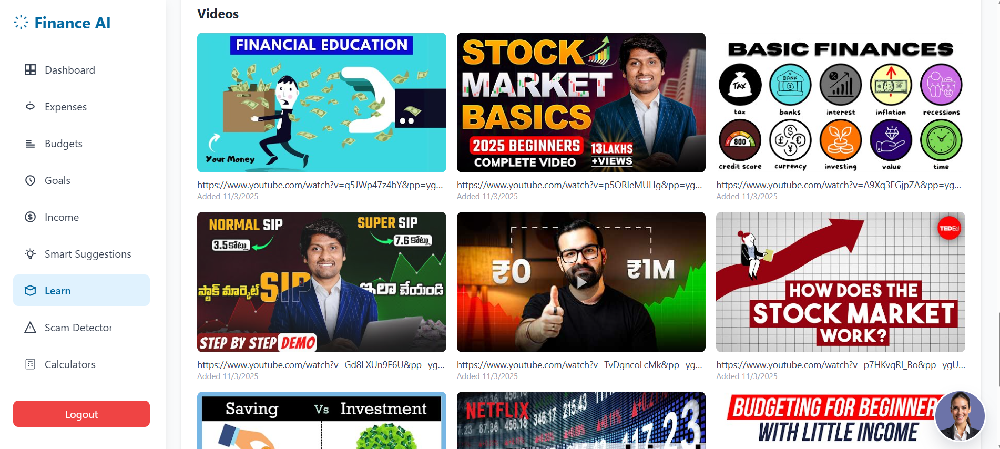 Finance AI
Dashboard
Expenses
Budgets
Goals
Income
Smart Suggestions
Learn
Scam Detector
Calculators
Logout
Videos
FINANCIAL EDUCATION
Your Money
https://www.youtube.com/watch?v=q5JWp47z4bY&pp=yg...
Added 11/3/2025
STOCK
MARKET
BASICS
2025 BEGINNERS
COMPLETE VIDEO
13LAKHS
+VIEWS
https://www.youtube.com/watch?v=p5ORIeMULIg&pp=yg...
Added 11/3/2025
BASIC FINANCES
TAX
BANK
tax banks interest inflation recessions
800
credit score currency investing value time
https://www.youtube.com/watch?v=A9Xq3FGjpZA&pp=yg...
Added 11/3/2025
NORMAL SIP
3.5కోట్లు
SUPER SIP
7.6 కోట్లు
స్టాక్ మార్కెట్ SIP ఇలా చేయండి
STEP BY STEP DEMO
https://www.youtube.com/watch?v=Gd8LXUn9E6U&pp=yg...
Added 11/3/2025
₹0 ₹1M
https://www.youtube.com/watch?v=TvDgncoLcMk&pp=yg...
Added 11/3/2025
TEDEd
HOW DOES THE
STOCK MARKET
WORK?
https://www.youtube.com/watch?v=p7HKvqRI_Bo&pp=ygU...
Added 11/3/2025
Saving Vs Investment
NETFLIX
87.36 456.18 346.17 215.43
87.36 456.18
BUDGETING FOR BEGINNER
WITH LITTLE INCOME